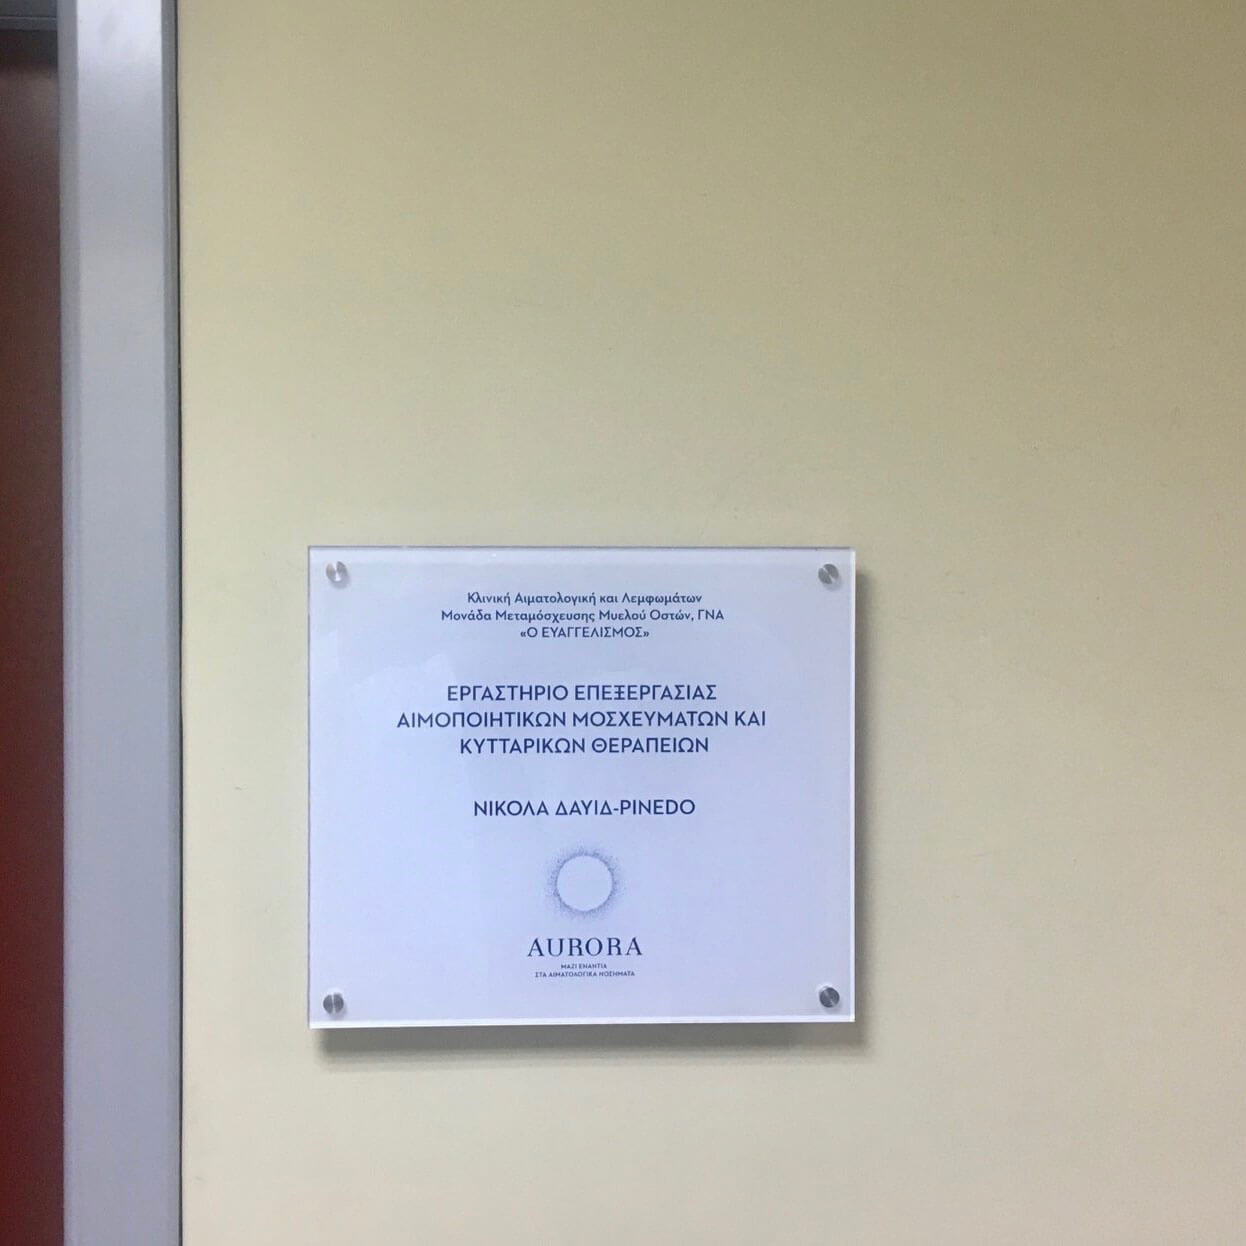 Κλινική Αιματολογική και Λεμφωμάτων
Μονάδα Μεταμόσχευσης Μυελού Οστών, ΓΝΑ
«Ο ΕΥΑΓΓΕΛΙΣΜΟΣ»
ΕΡΓΑΣΤΗΡΙΟ ΕΠΕΞΕΡΓΑΣΙΑΣ
ΑΙΜΟΠΟΙΗΤΙΚΩΝ ΜΟΣΧΕΥΜΑΤΩΝ ΚΑΙ
ΚΥΤΤΑΡΙΚΩΝ ΘΕΡΑΠΕΙΩΝ
ΝΙΚΟΛΑ ΔΑΥΙΔ-PINEDO
AURORA
ΜΑΖΙ ΕΝΑΝΤΙΑ
ΣΤΑ ΑΙΜΑΤΟΛΟΓΙΚΑ ΝΟΣΗΜΑΤΑ